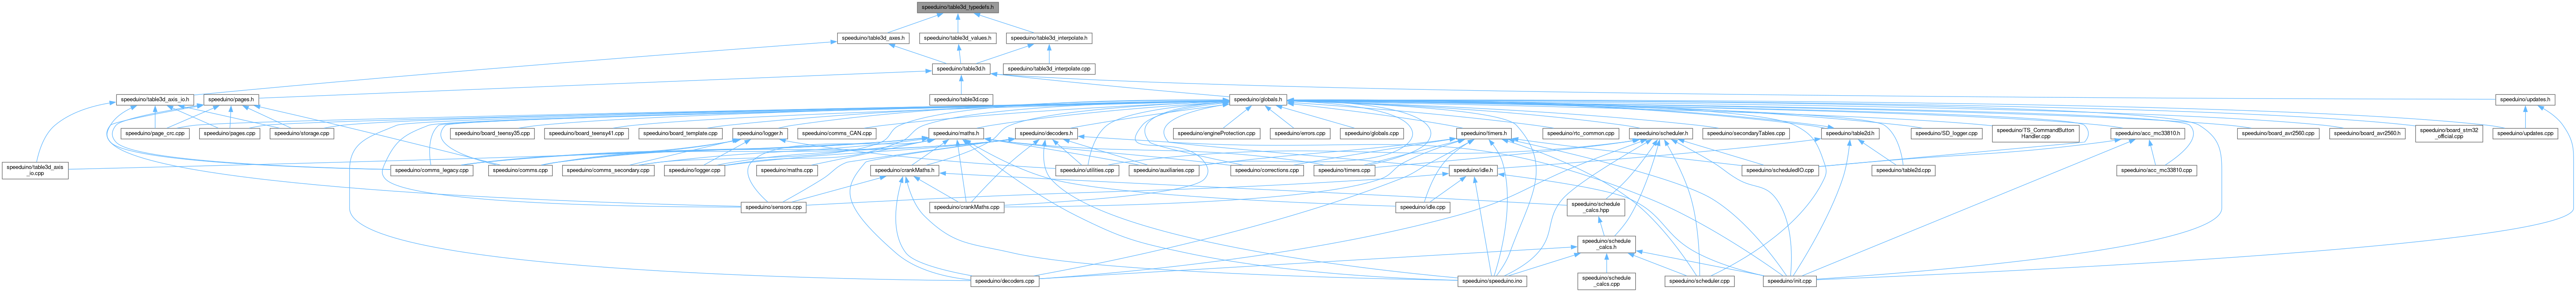 speeduino/table3d_typedefs.h
speeduino/table3d_axes.h
speeduino/table3d_values.h
speeduino/table3d_interpolate.h
speeduino/table3d.h
speeduino/table3d_interpolate.cpp
speeduino/table3d_axis_io.h
speeduino/pages.h
speeduino/table3d.cpp
speeduino/globals.h
speeduino/updates.h
speeduino/page_crc.cpp
speeduino/pages.cpp
speeduino/storage.cpp
speeduino/board_teensy35.cpp
speeduino/board_teensy41.cpp
speeduino/board_template.cpp
speeduino/logger.h
speeduino/comms_CAN.cpp
speeduino/maths.h
speeduino/decoders.h
speeduino/engineProtection.cpp
speeduino/errors.cpp
speeduino/globals.cpp
speeduino/timers.h
speeduino/rtc_common.cpp
speeduino/scheduler.h
speeduino/secondaryTables.cpp
speeduino/table2d.h
speeduino/SD_logger.cpp
speeduino/TS_CommandButton
Handler.cpp
speeduino/acc_mc33810.h
speeduino/board_avr2560.cpp
speeduino/board_avr2560.h
speeduino/board_stm32
_official.cpp
speeduino/updates.cpp
speeduino/table3d_axis
_io.cpp
speeduino/comms_legacy.cpp
speeduino/comms.cpp
speeduino/comms_secondary.cpp
speeduino/logger.cpp
speeduino/maths.cpp
speeduino/crankMaths.h
speeduino/utilities.cpp
speeduino/auxiliaries.cpp
speeduino/corrections.cpp
speeduino/timers.cpp
speeduino/idle.h
speeduino/scheduledIO.cpp
speeduino/table2d.cpp
speeduino/acc_mc33810.cpp
speeduino/sensors.cpp
speeduino/crankMaths.cpp
speeduino/idle.cpp
speeduino/schedule
_calcs.hpp
speeduino/schedule
_calcs.h
speeduino/decoders.cpp
speeduino/speeduino.ino
speeduino/schedule
_calcs.cpp
speeduino/scheduler.cpp
speeduino/init.cpp